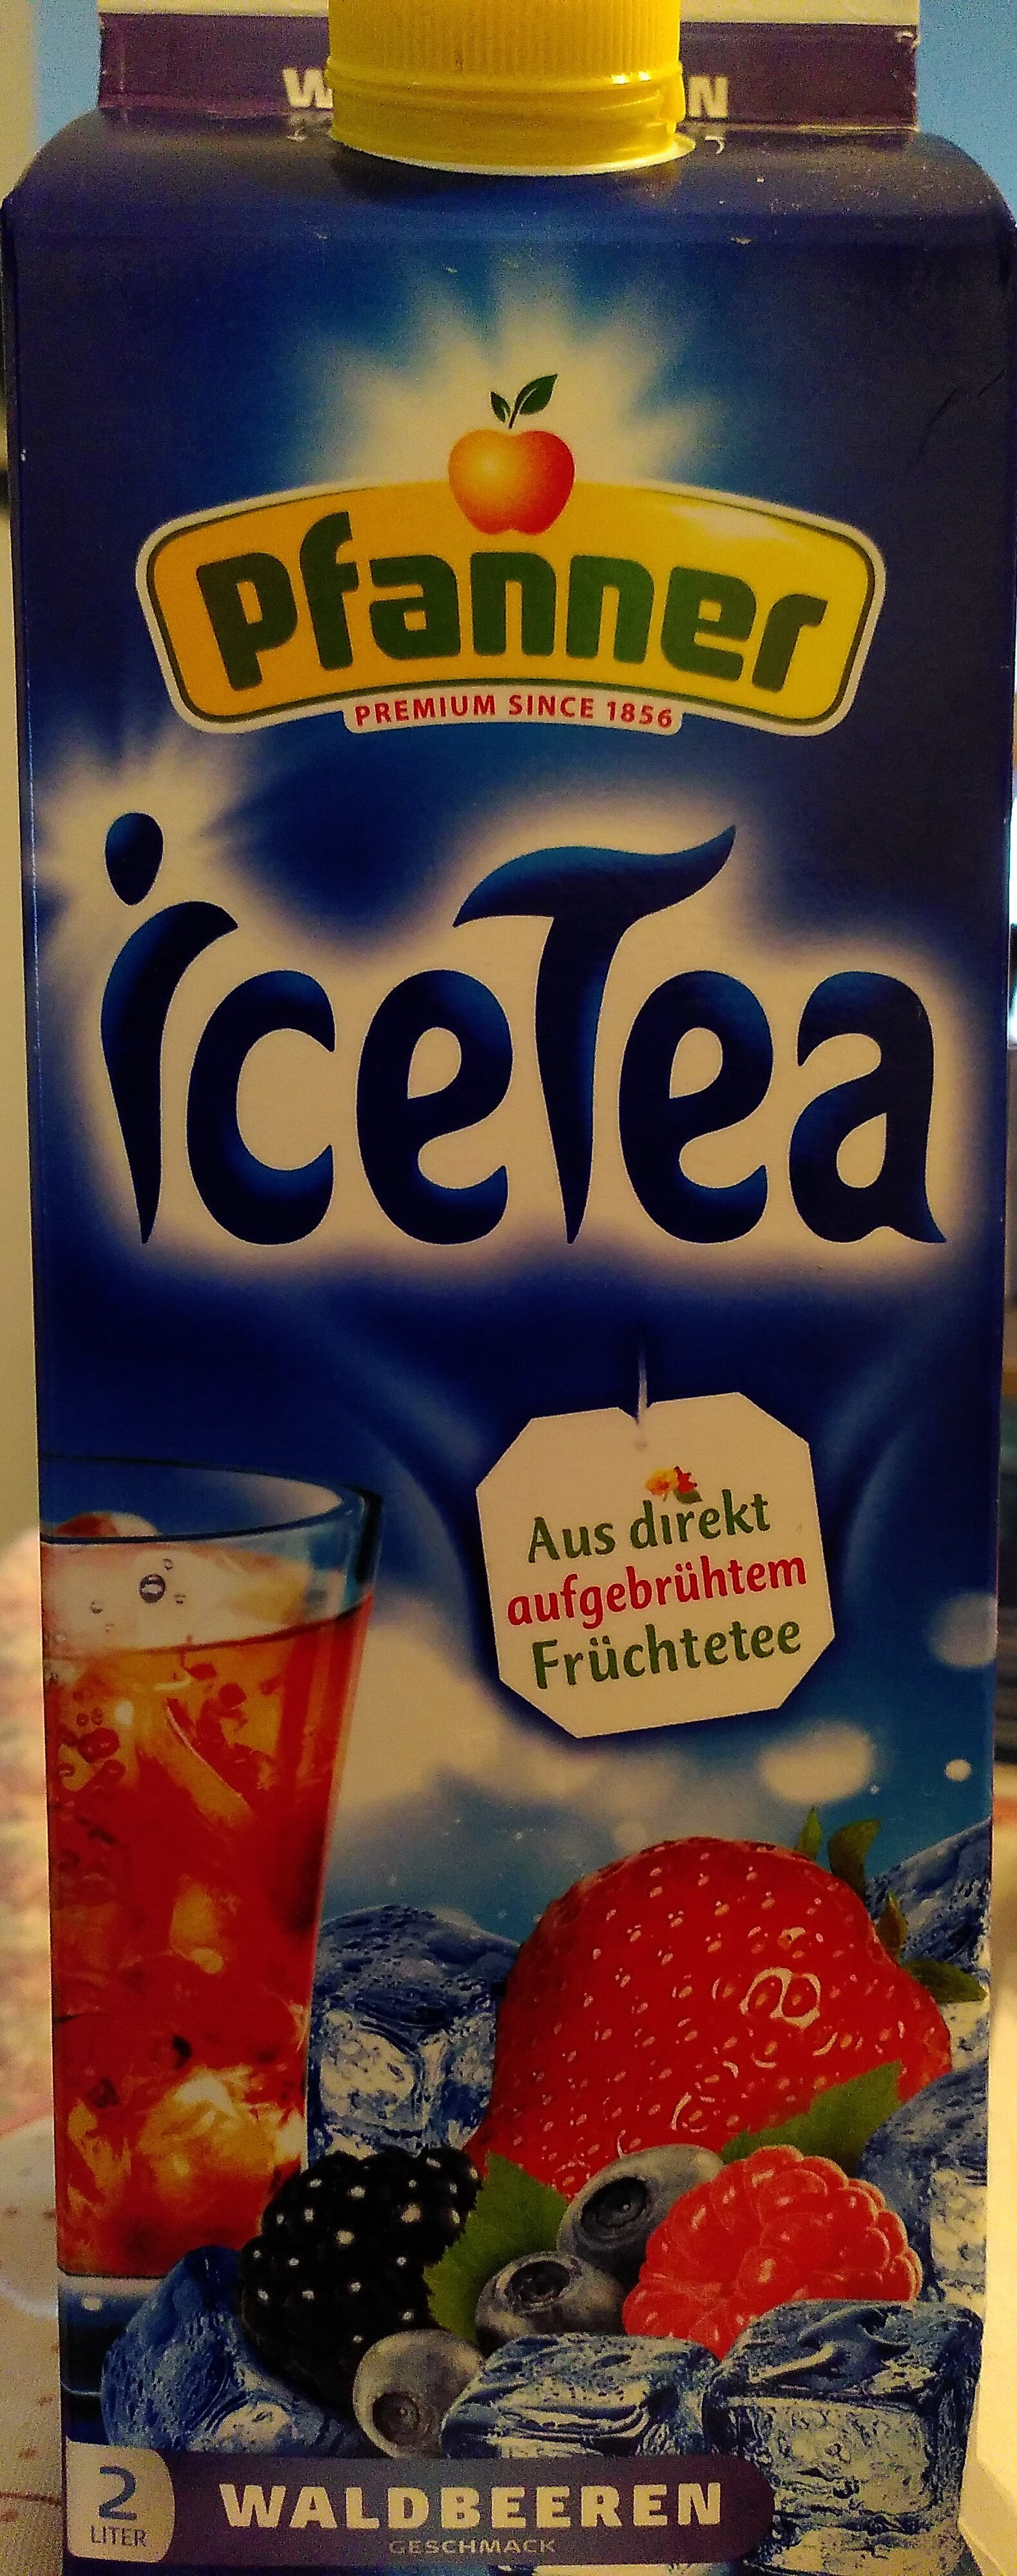 Pfanner
PREMIUM SINCE 1856
iceTea
Aus direkt
aufgebrühtem
Früchtetee
2
LITER
WALDBEEREN
GESCHMACK